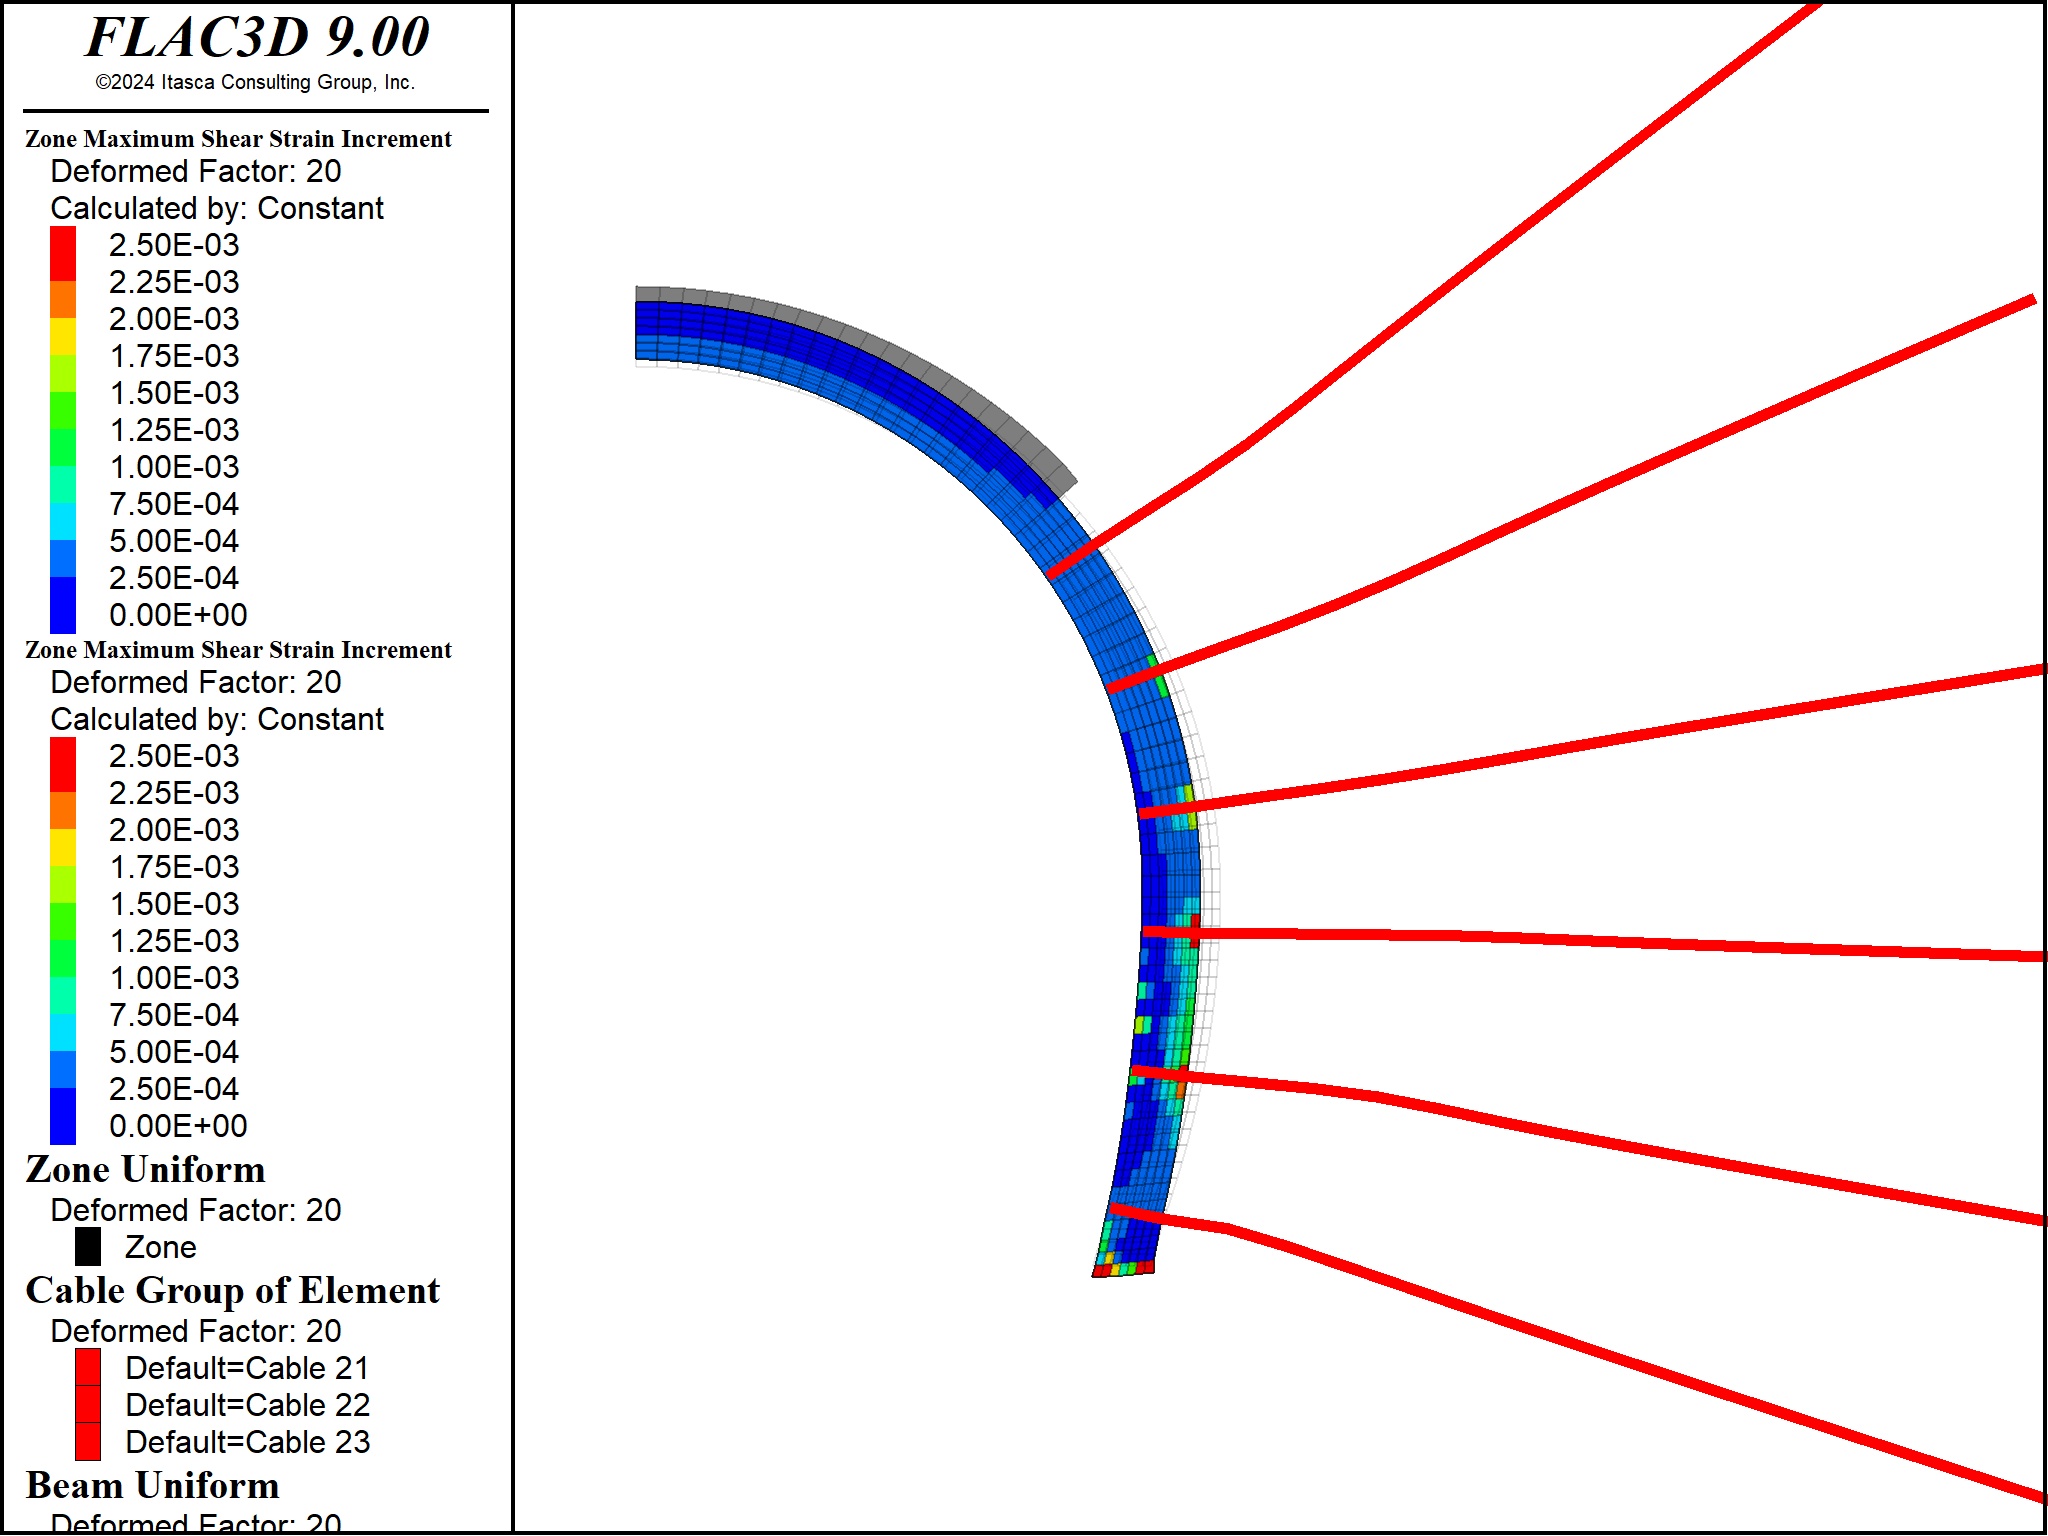 FLAC3D 9.00
©2024 Itasca Consulting Group, Inc.
Zone Maximum Shear Strain Increment
Deformed Factor: 20
Calculated by: Constant
2.50E-03
2.25E-03
2.00E-03
1.75E-03
1.50E-03
1.25E-03
1.00E-03
7.50E-04
5.00E-04
2.50E-04
0.00E+00
Zone Maximum Shear Strain Increment
Deformed Factor: 20
Calculated by: Constant
2.50E-03
2.25E-03
2.00E-03
1.75E-03
1.50E-03
1.25E-03
1.00E-03
7.50E-04
5.00E-04
2.50E-04
0.00E+00
Zone Uniform
Deformed Factor: 20
Zone
Cable Group of Element
Deformed Factor: 20
Default=Cable 21
Default=Cable 22
Default=Cable 23
Beam Uniform
Deformed Factor: 20